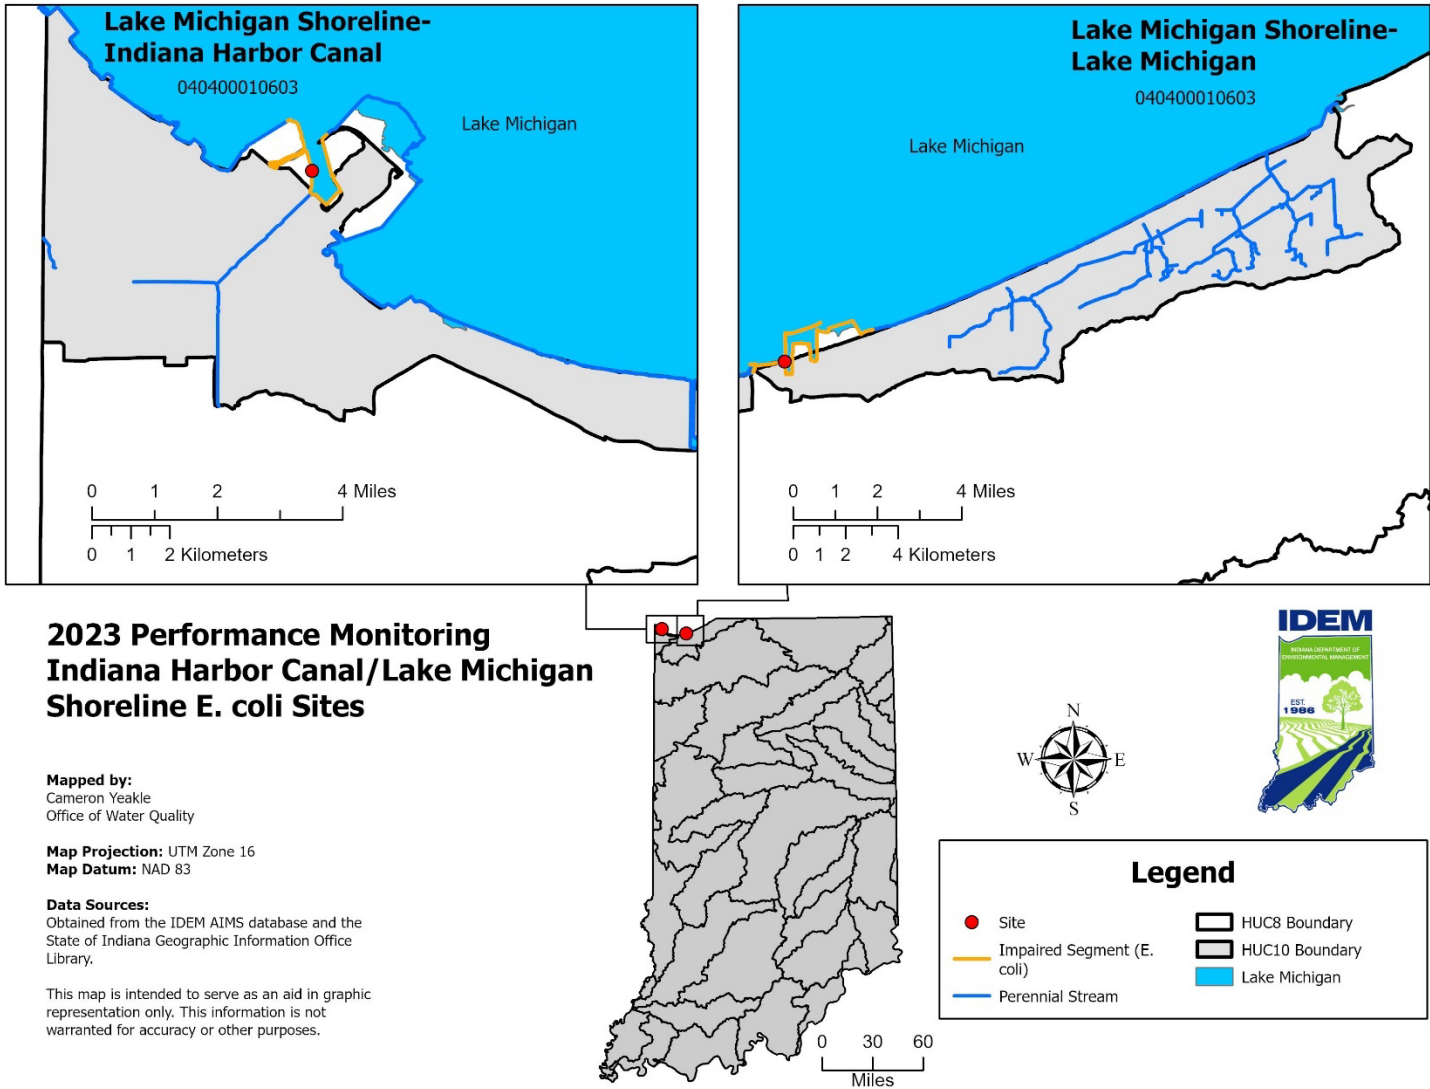 Lake Michigan Shoreline-
Indiana Harbor Canal
040400010603
Lake Michigan
0 1 2 4 Miles
0 1 2 Kilometers
Lake Michigan Shoreline-
Lake Michigan
040400010603
Lake Michigan
0 1 2 4 Miles
0 1 2 4 Kilometers
2023 Performance Monitoring
Indiana Harbor Canal/Lake Michigan
Shoreline E. coli Sites
Mapped by:
Cameron Yeakle
Office of Water Quality
Map Projection: UTM Zone 16
Map Datum: NAD 83
Data Sources:
Obtained from the IDEM AIMS database and the
State of Indiana Geographic Information Office
Library.
This map is intended to serve as an aid in graphic
representation only. This information is not
warranted for accuracy or other purposes.
0 30 60
Miles
N
W E
S
IDEM
INDIANA DEPARTMENT OF
ENVIRONMENTAL MANAGEMENT
EST.
1986
Legend
Site
Impaired Segment (E.
coli)
Perennial Stream
HUC8 Boundary
HUC10 Boundary
Lake Michigan